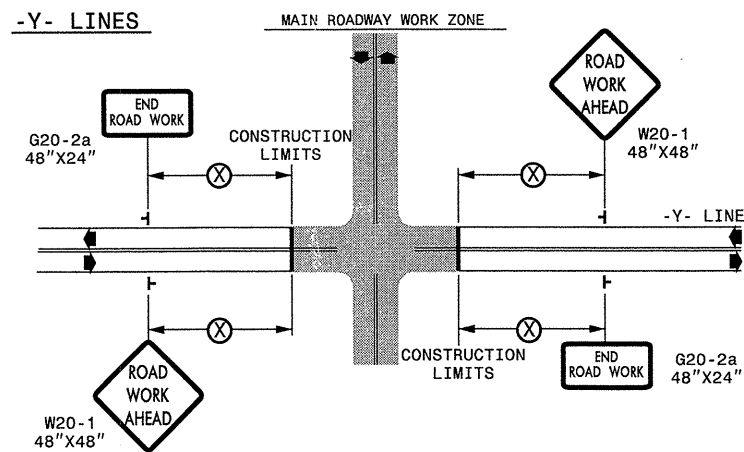 -Y- LINES
MAIN ROADWAY WORK ZONE
END
ROAD WORK
G20-2a
48"X24"
CONSTRUCTION
LIMITS
X
ROAD
WORK
AHEAD
W20-1
48"X48"
X
-Y- LINE
X
ROAD
WORK
AHEAD
W20-1
48"X48"
X
CONSTRUCTION
LIMITS
END
ROAD WORK
G20-2a
48"X24"